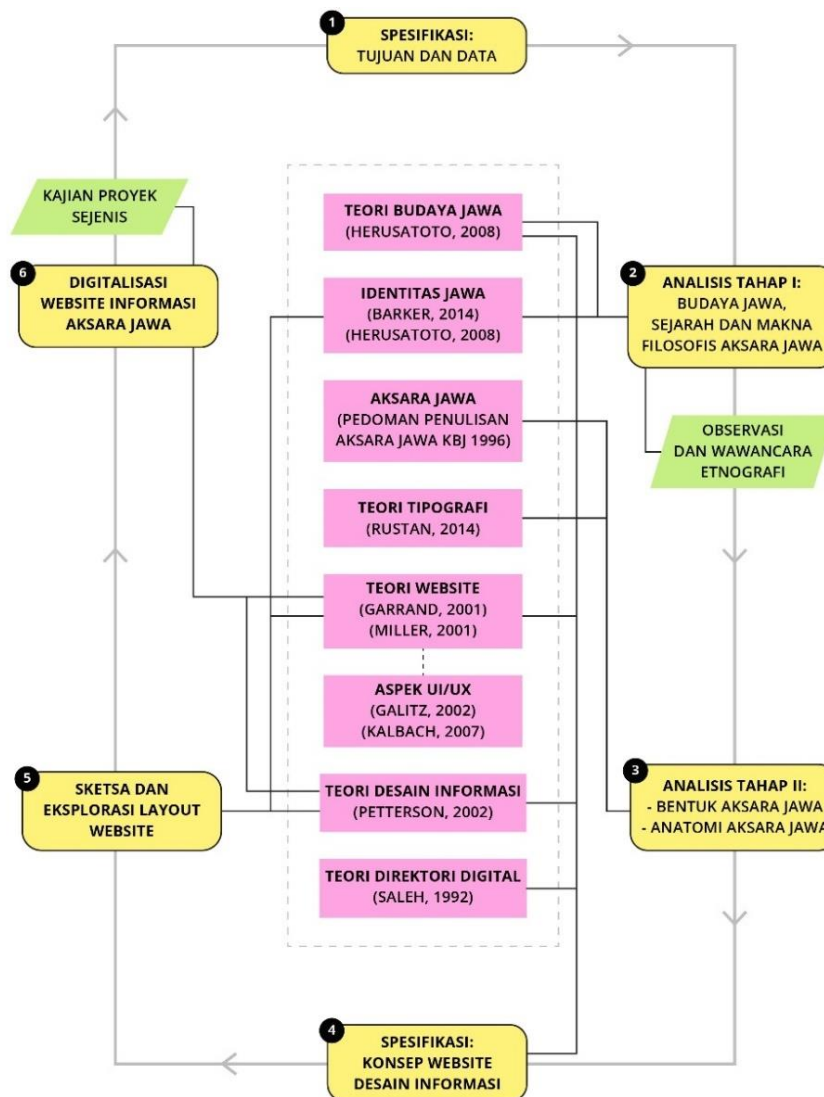 1
SPESIFIKASI:
TUJUAN DAN DATA
KAJIAN PROYEK
SEJENIS
6
DIGITALISASI
WEBSITE INFORMASI
AKSARA JAWA
TEORI BUDAYA JAWA
(HERUSATOTO, 2008)
IDENTITAS JAWA
(BARKER, 2014)
(HERUSATOTO, 2008)
AKSARA JAWA
(PEDOMAN PENULISAN
AKSARA JAWA KBJ 1996)
TEORI TIPOGRAFI
(RUSTAN, 2014)
TEORI WEBSITE
(GARRAND, 2001)
(MILLER, 2001)
ASPEK UI/UX
(GALITZ, 2002)
(KALBACH, 2007)
TEORI DESAIN INFORMASI
(PETTERSON, 2002)
TEORI DIREKTORI DIGITAL
(SALEH, 1992)
2
ANALISIS TAHAP I:
BUDAYA JAWA,
SEJARAH DAN MAKNA
FILOSOFIS AKSARA JAWA
OBSERVASI
DAN WAWANCARA
ETNOGRAFI
3
ANALISIS TAHAP II:
- BENTUK AKSARA JAWA
- ANATOMI AKSARA JAWA
5
SKETSA DAN
EKSPLORASI LAYOUT
WEBSITE
4
SPESIFIKASI:
KONSEP WEBSITE
DESAIN INFORMASI